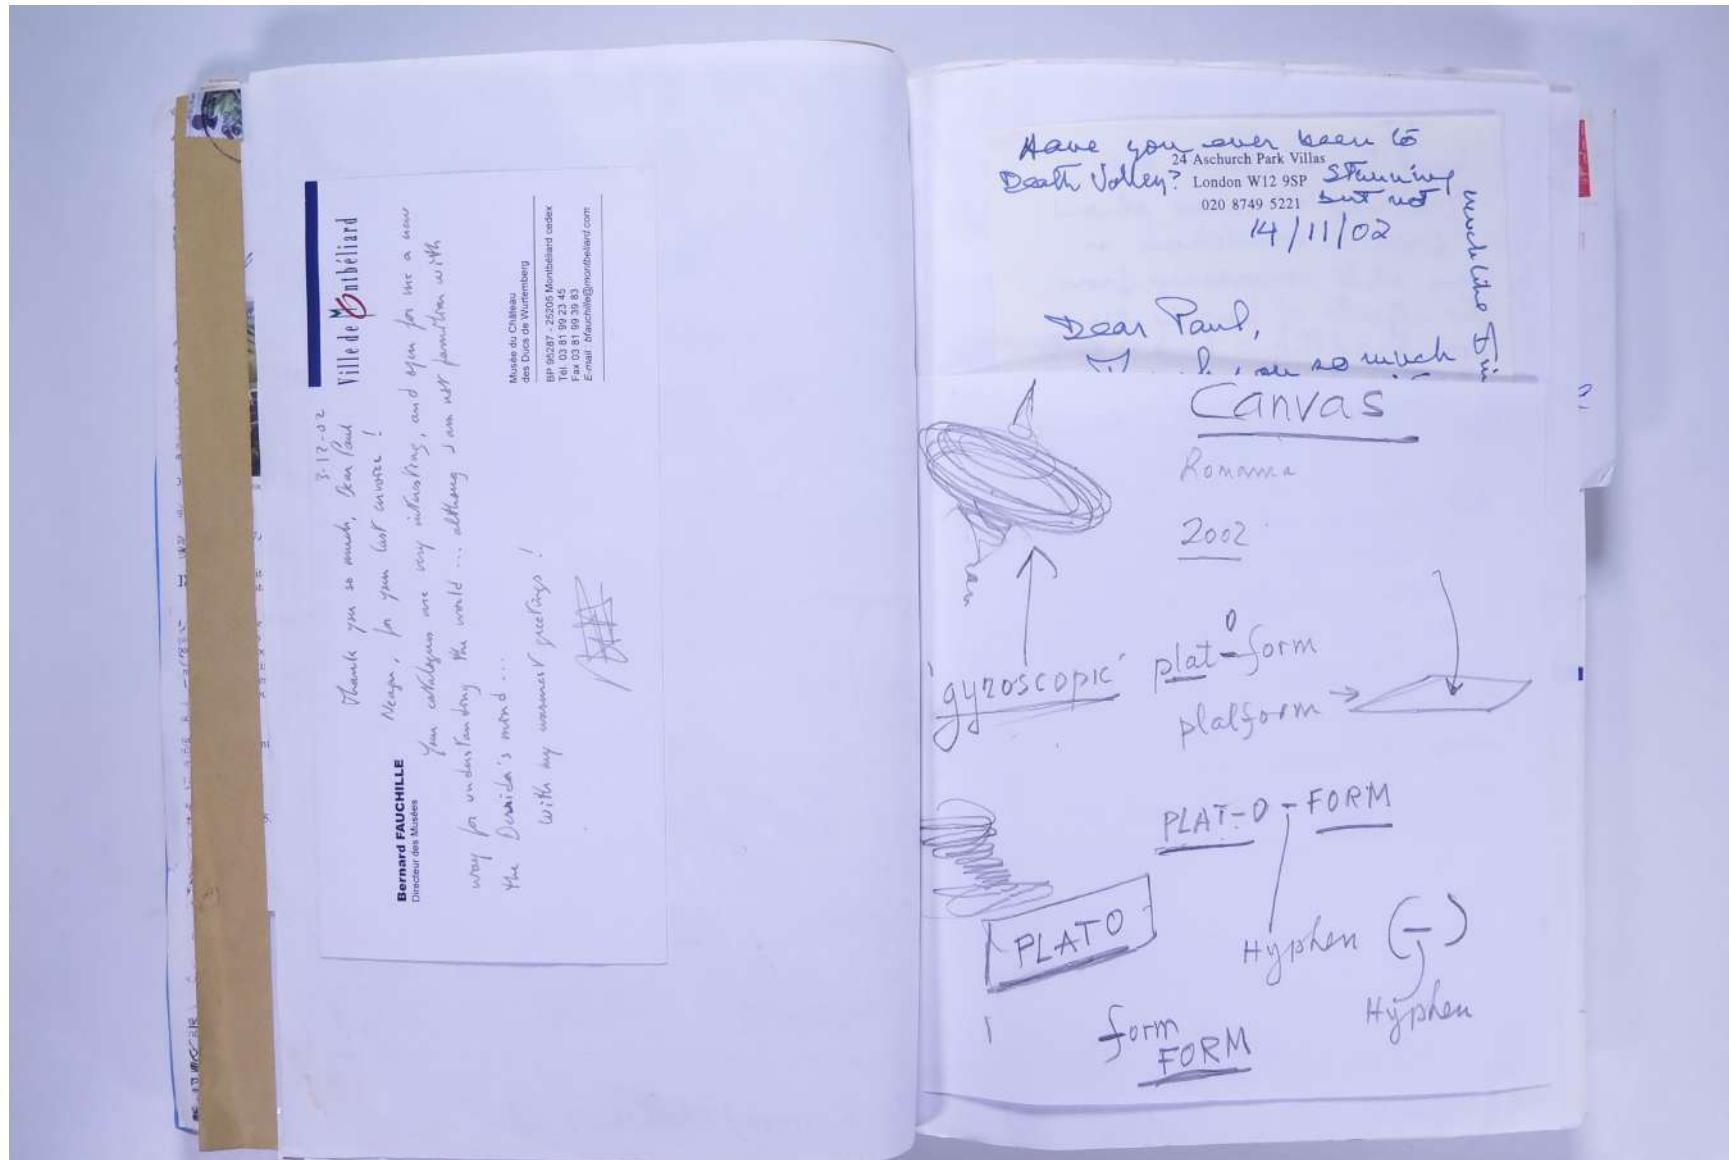 Ville de Montbéliard
3-12-02
Thank you so much, Dear Paul
Neagu, for your last
Your catalogues are very interesting, and open for me a new
way for understanding the world ... although I am not familiar with
the Derrida's mind ...
With my warmest greetings !
Bernard FAUCHILLE
Directeur des Musées
Musée du Château
des Ducs de Wurtemberg
BP 95287 - 25205 Montbéliard cedex
Tél. 03 81 99 23 45
Fax 03 81 99 39 83
E-mail : bfauchille@montbeliard.com
Have you ever been to
Death Valley?
Stunning
but not
much like
24 Aschurch Park Villas
London W12 9SP
020 8749 5221
14/11/02
Dear Paul,
so much
Canvas
Romania
2002
'gyroscopic'
plat-form
O
platform
PLAT-O-FORM
PLATO
Hyphen (-)
Hyphen
form
FORM